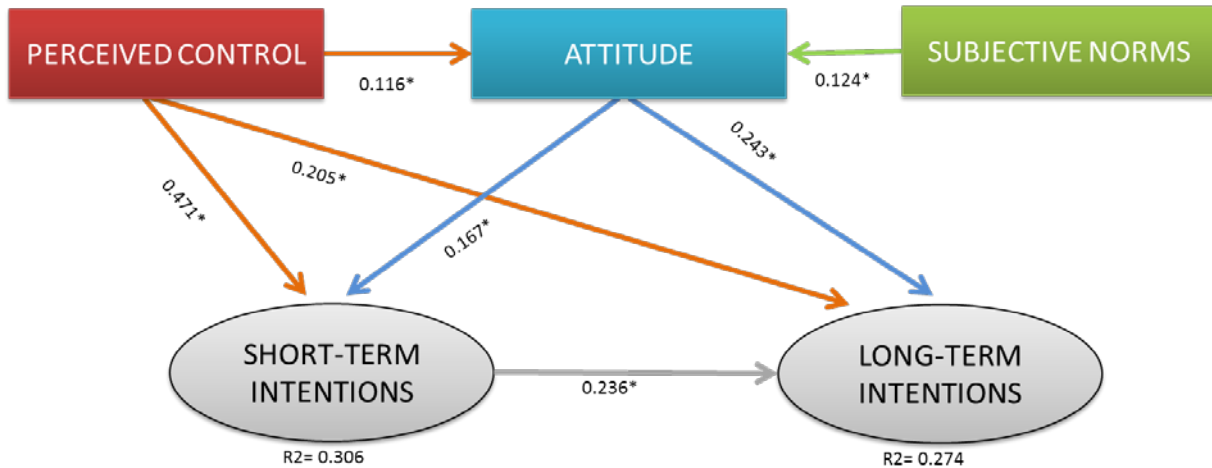 PERCEIVED CONTROL
ATTITUDE
SUBJECTIVE NORMS
0.116*
0.124*
0.471*
0.205*
0.167*
0.243*
SHORT-TERM
INTENTIONS
0.236*
LONG-TERM
INTENTIONS
R2= 0.306
R2= 0.274